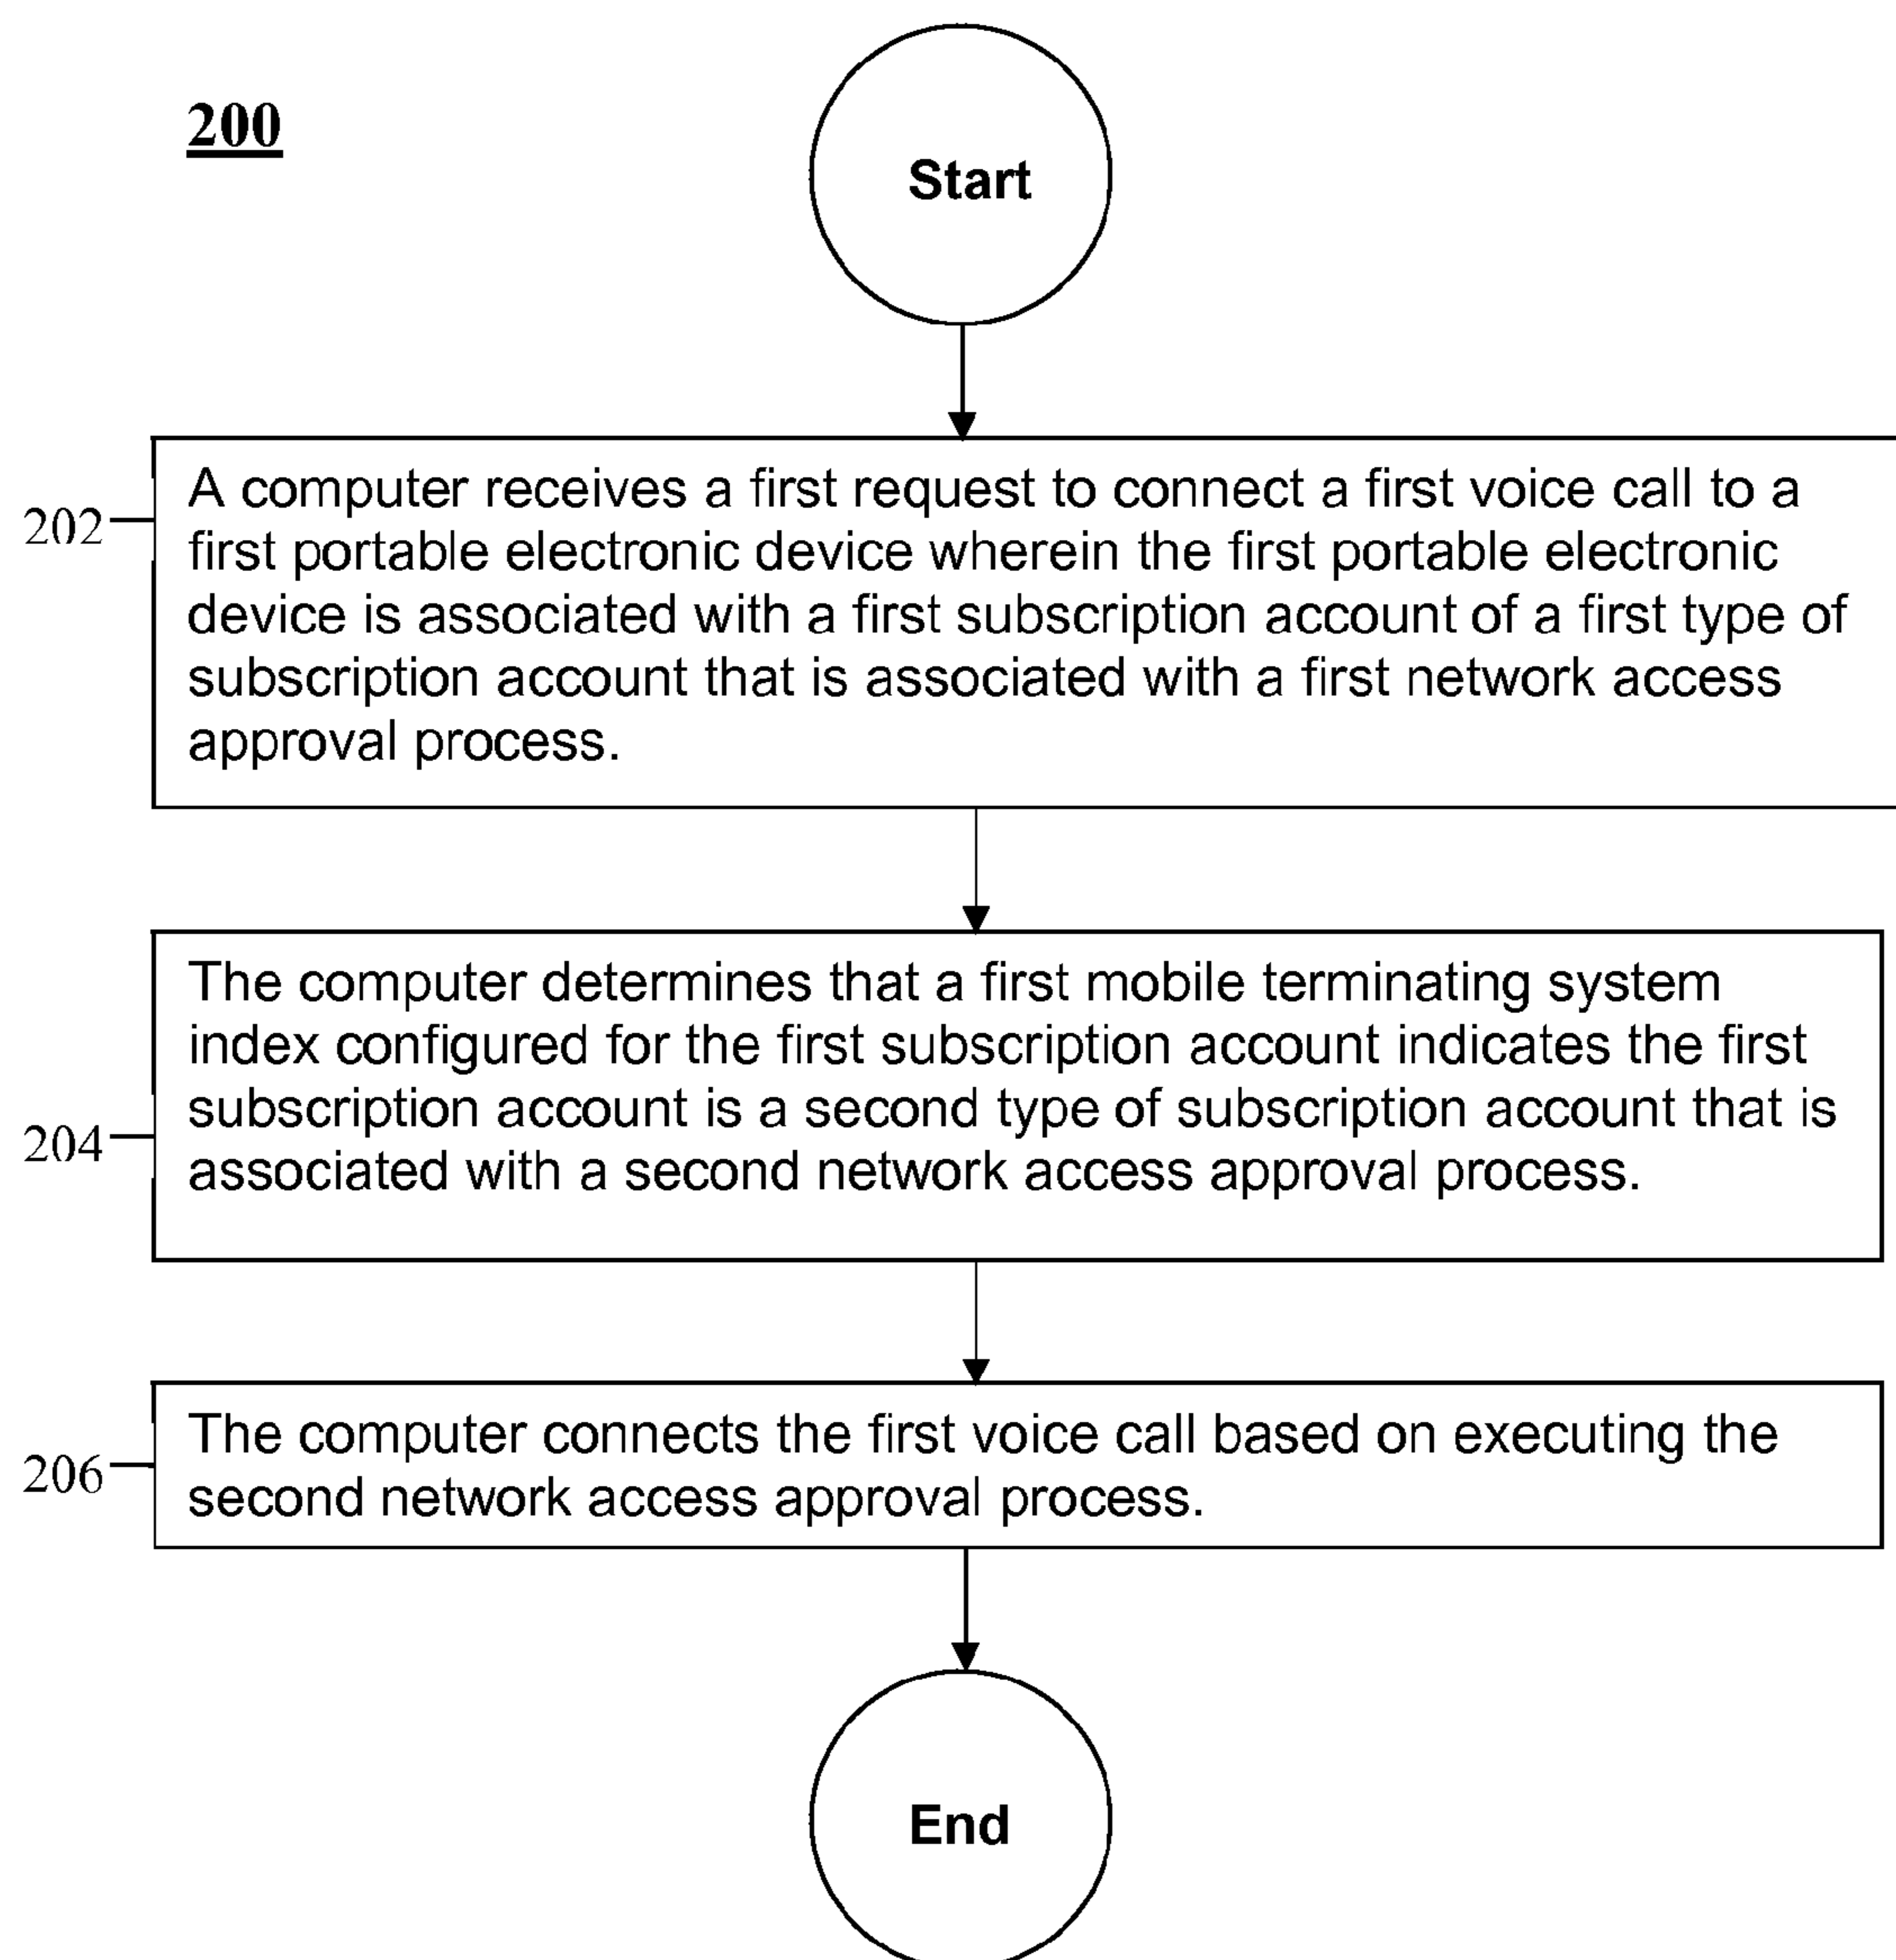 200
Start
202
A computer receives a first request to connect a first voice call to a
first portable electronic device wherein the first portable electronic
device is associated with a first subscription account of a first type of
subscription account that is associated with a first network access
approval process.
204
The computer determines that a first mobile terminating system
index configured for the first subscription account indicates the first
subscription account is a second type of subscription account that is
associated with a second network access approval process.
206
The computer connects the first voice call based on executing the
second network access approval process.
End